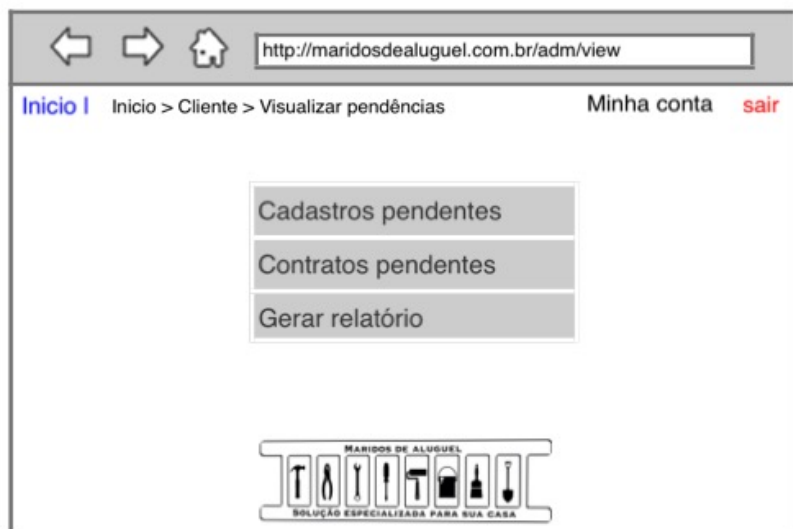 http://maridosdealuguel.com.br/adm/view
Inicio | Inicio > Cliente > Visualizar pendências Minha conta sair
Cadastros pendentes
Contratos pendentes
Gerar relatório
MARIDOS DE ALUGUEL
SOLUÇÃO ESPECIALIZADA PARA SUA CASA